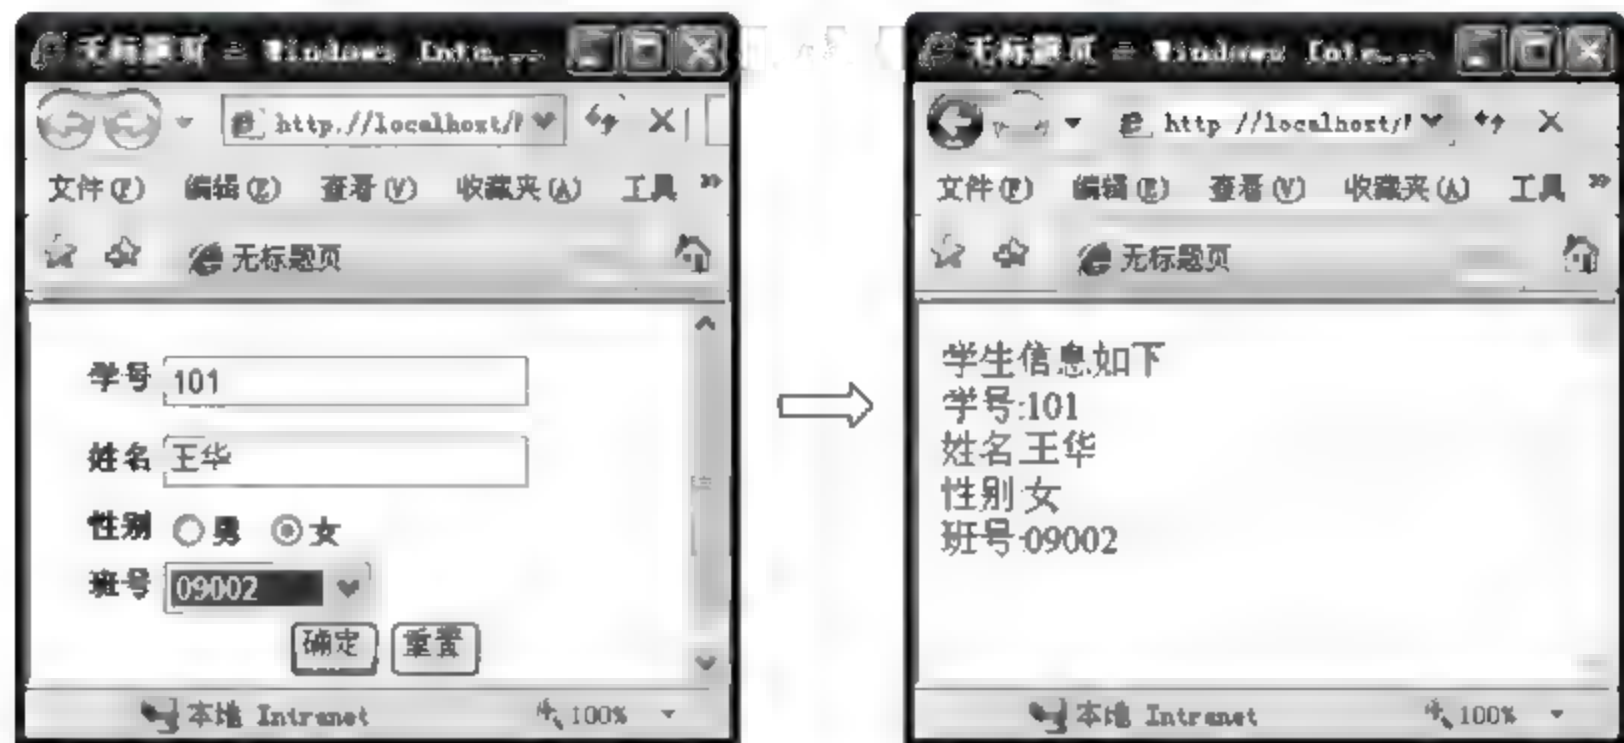 无标题页 - Windows Inte...
http://localhost/
文件(F) 编辑(E) 查看(V) 收藏夹(A) 工具 »
无标题页
学号 101
姓名 王华
性别 男 女
班号 09002
确定 重置
本地 Intranet 100%
无标题页 - Windows Inte...
http://localhost/
文件(F) 编辑(E) 查看(V) 收藏夹(A) 工具 »
无标题页
学生信息如下
学号:101
姓名:王华
性别:女
班号:09002
本地 Intranet 100%